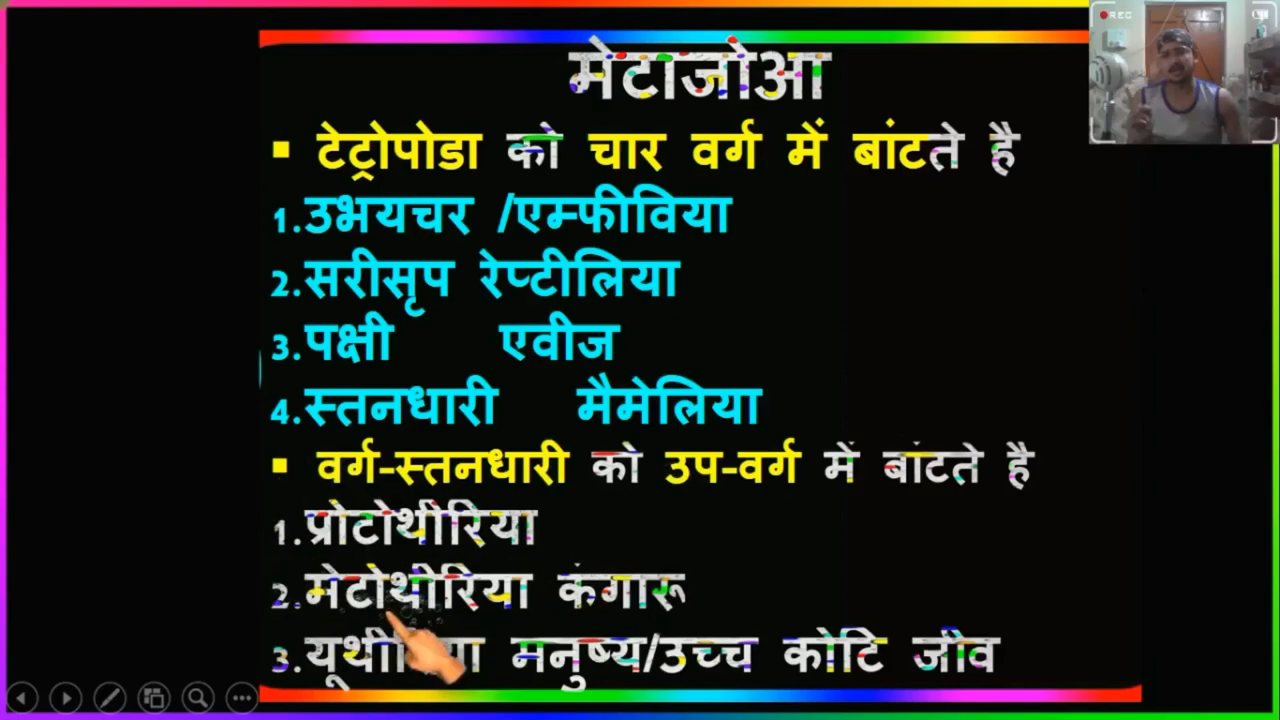 REC
मेटाजोआ
▪ टेट्रोपोडा को चार वर्ग में बांटते है
1.उभयचर /एम्फीविया
2.सरीसृप रेप्टीलिया
3.पक्षी एवीज
4.स्तनधारी मैमेलिया
▪ वर्ग-स्तनधारी को उप-वर्ग में बांटते है
1.प्रोटोथीरिया
2.मेटोथीरिया कंगारू
3.यूथीरिया मनुष्य/उच्च कोटि जीव